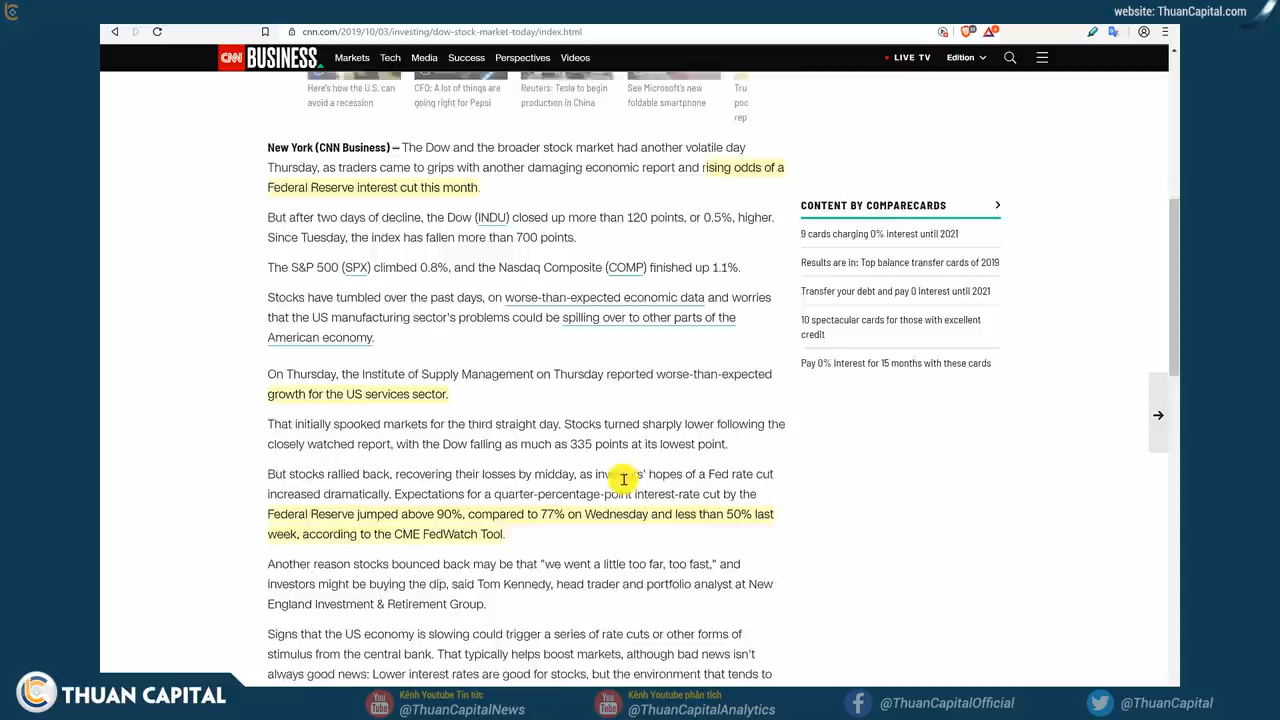 website: ThuanCapital.com
cnn.com/2019/10/03/investing/dow-stock-market-today/index.html
CNN BUSINESS Markets Tech Media Success Perspectives Videos LIVE TV Edition
Here's how the U.S. can
avoid a recession
CFO: A lot of things are
going right for Pepsi
Reuters: Tesla to begin
production in China
See Microsoft's new
foldable smartphone
Tru
poc
rep
New York (CNN Business) — The Dow and the broader stock market had another volatile day
Thursday, as traders came to grips with another damaging economic report and rising odds of a
Federal Reserve interest cut this month.
But after two days of decline, the Dow (INDU) closed up more than 120 points, or 0.5%, higher.
Since Tuesday, the index has fallen more than 700 points.
The S&P 500 (SPX) climbed 0.8%, and the Nasdaq Composite (COMP) finished up 1.1%.
Stocks have tumbled over the past days, on worse-than-expected economic data and worries
that the US manufacturing sector's problems could be spilling over to other parts of the
American economy.
On Thursday, the Institute of Supply Management on Thursday reported worse-than-expected
growth for the US services sector.
That initially spooked markets for the third straight day. Stocks turned sharply lower following the
closely watched report, with the Dow falling as much as 335 points at its lowest point.
But stocks rallied back, recovering their losses by midday, as investors' hopes of a Fed rate cut
increased dramatically. Expectations for a quarter-percentage-point interest-rate cut by the
Federal Reserve jumped above 90%, compared to 77% on Wednesday and less than 50% last
week, according to the CME FedWatch Tool.
Another reason stocks bounced back may be that "we went a little too far, too fast," and
investors might be buying the dip, said Tom Kennedy, head trader and portfolio analyst at New
England Investment & Retirement Group.
Signs that the US economy is slowing could trigger a series of rate cuts or other forms of
stimulus from the central bank. That typically helps boost markets, although bad news isn't
always good news: Lower interest rates are good for stocks, but the environment that tends to
CONTENT BY COMPARECARDS
9 cards charging 0% interest until 2021
Results are in: Top balance transfer cards of 2019
Transfer your debt and pay 0 interest until 2021
10 spectacular cards for those with excellent
credit
Pay 0% interest for 15 months with these cards
THUAN CAPITAL
You Tube
Kênh Youtube Tin tức
@ThuanCapitalNews
You Tube
Kênh Youtube phân tích
@ThuanCapitalAnalytics
@ThuanCapitalOfficial
@ThuanCapital